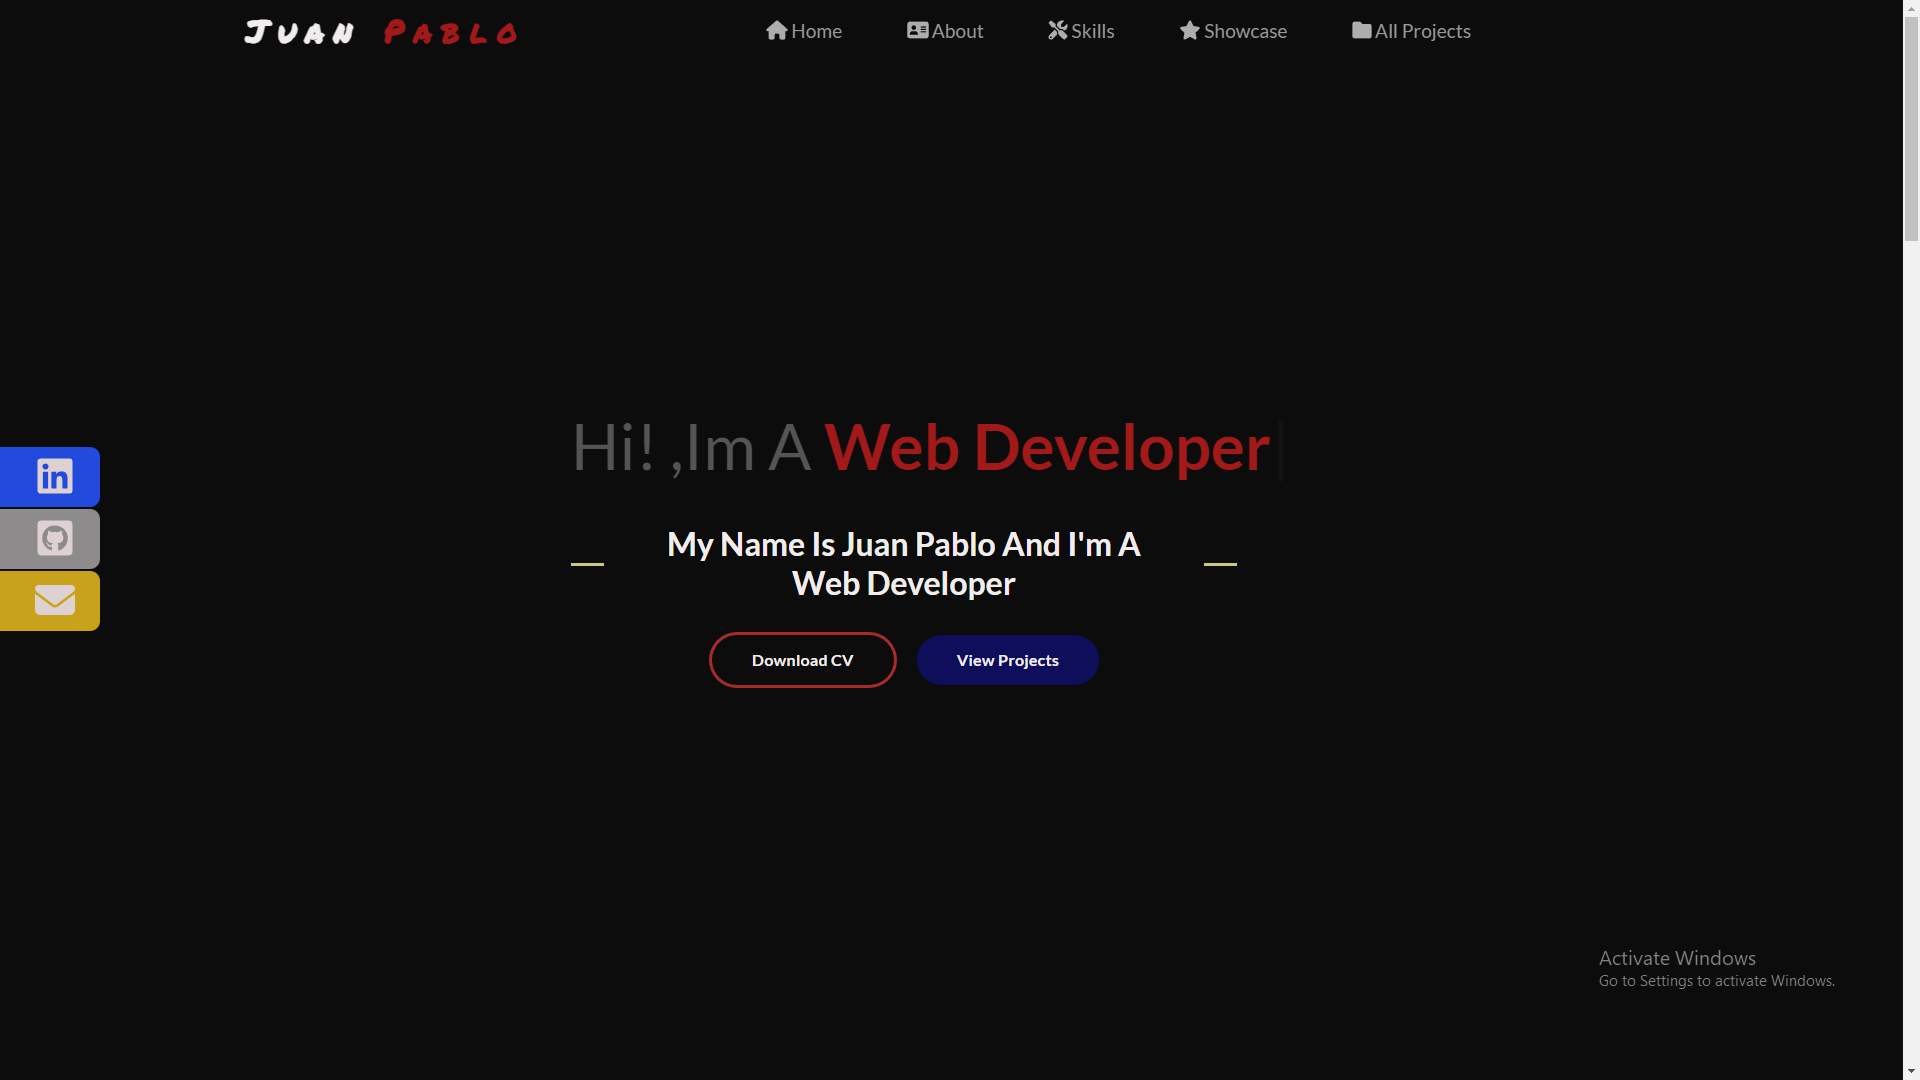 Juan Pablo
Home
About
Skills
Showcase
All Projects
Hi! ,Im A Web Developer
in
My Name Is Juan Pablo And I'm A
Web Developer
Download CV
View Projects
Activate Windows
Go to Settings to activate Windows.